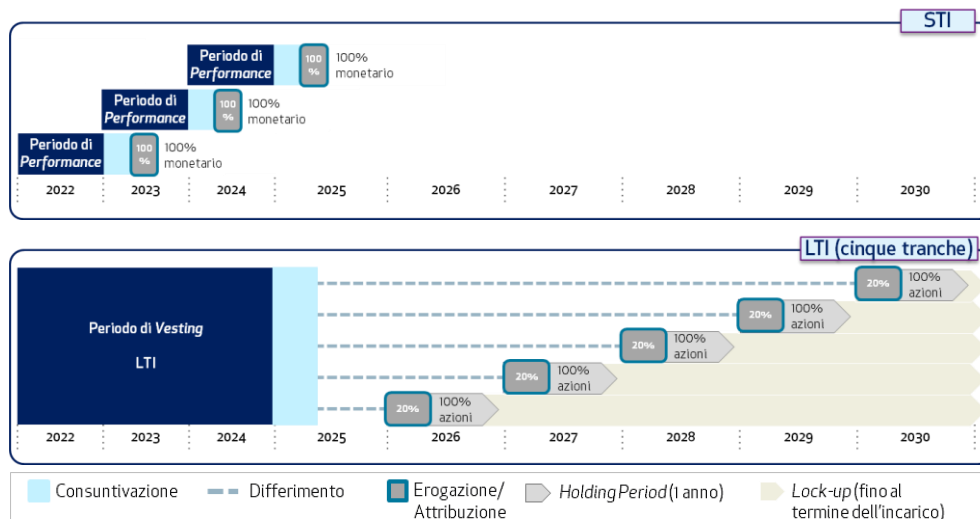 STI
Periodo di
Performance
100
%
100%
monetario
Periodo di
Performance
100
%
100%
monetario
Periodo di
Performance
100
%
100%
monetario
2022 2023 2024 2025 2026 2027 2028 2029 2030
LTI (cinque tranche)
Periodo di Vesting
LTI
20%
100%
azioni
20%
100%
azioni
20%
100%
azioni
20%
100%
azioni
20%
100%
azioni
2022 2023 2024 2025 2026 2027 2028 2029 2030
Consuntivazione
Differimento
Erogazione/
Attribuzione
Holding Period (1 anno)
Lock-up (fino al
termine dell'incarico)